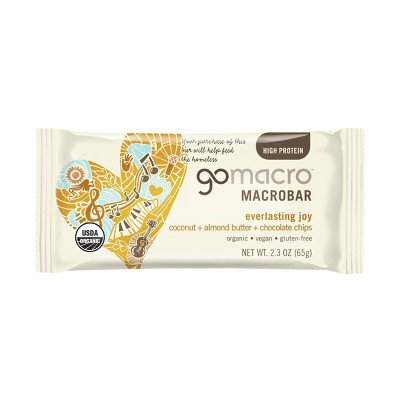 Your purchase of this
bar will help feed
the homeless
HIGH PROTEIN
gomacro™
MACROBAR
everlasting joy
coconut + almond butter + chocolate chips
organic • vegan • gluten-free
NET WT. 2.3 OZ (65g)
USDA
ORGANIC